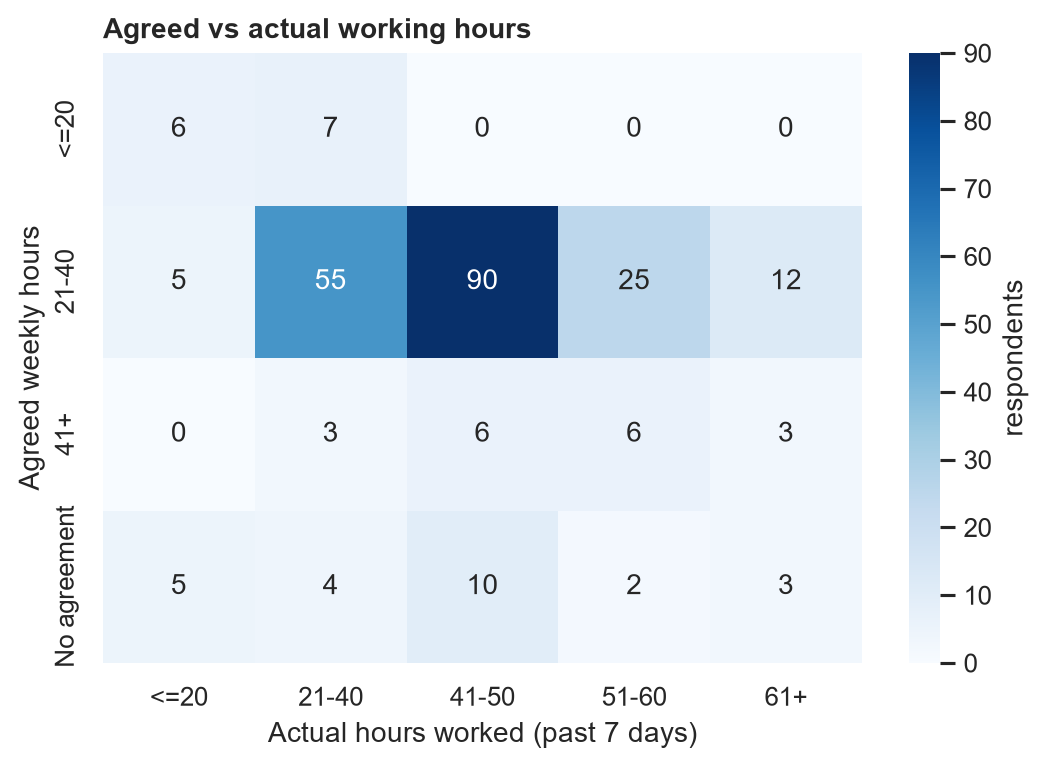 Agreed vs actual working hours
Agreed weekly hours
<=20
6 7 0 0 0
21-40
5 55 90 25 12
41+
0 3 6 6 3
No agreement
5 4 10 2 3
<=20 21-40 41-50 51-60 61+
Actual hours worked (past 7 days)
90
80
70
60
50
40
30
20
10
0
respondents